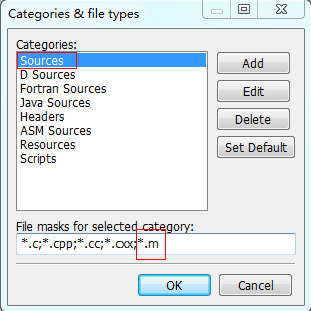 Categories & file types
Categories:
Sources
Add
D Sources
Fortran Sources
Edit
Java Sources
Headers
Delete
ASM Sources
Resources
Set Default
Scripts
File masks for selected category:
*.c;*.cpp;*.cc;*.cxx;*.m
OK
Cancel